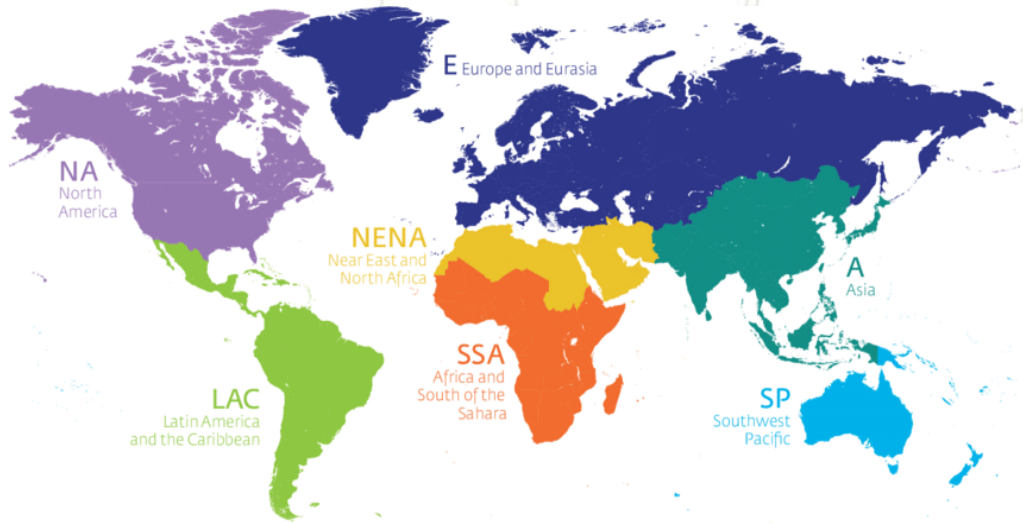 E Europe and Eurasia
NA
North
America
NENA
Near East and
North Africa
A
Asia
SSA
Africa and
South of the
Sahara
LAC
Latin America
and the Caribbean
SP
Southwest
Pacific